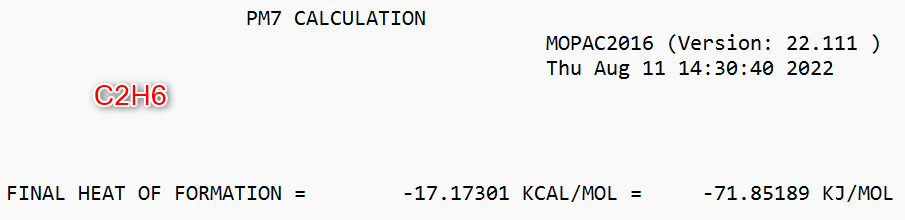 PM7 CALCULATION
MOPAC2016 (Version: 22.111 )
Thu Aug 11 14:30:40 2022
C2H6
FINAL HEAT OF FORMATION = -17.17301 KCAL/MOL = -71.85189 KJ/MOL